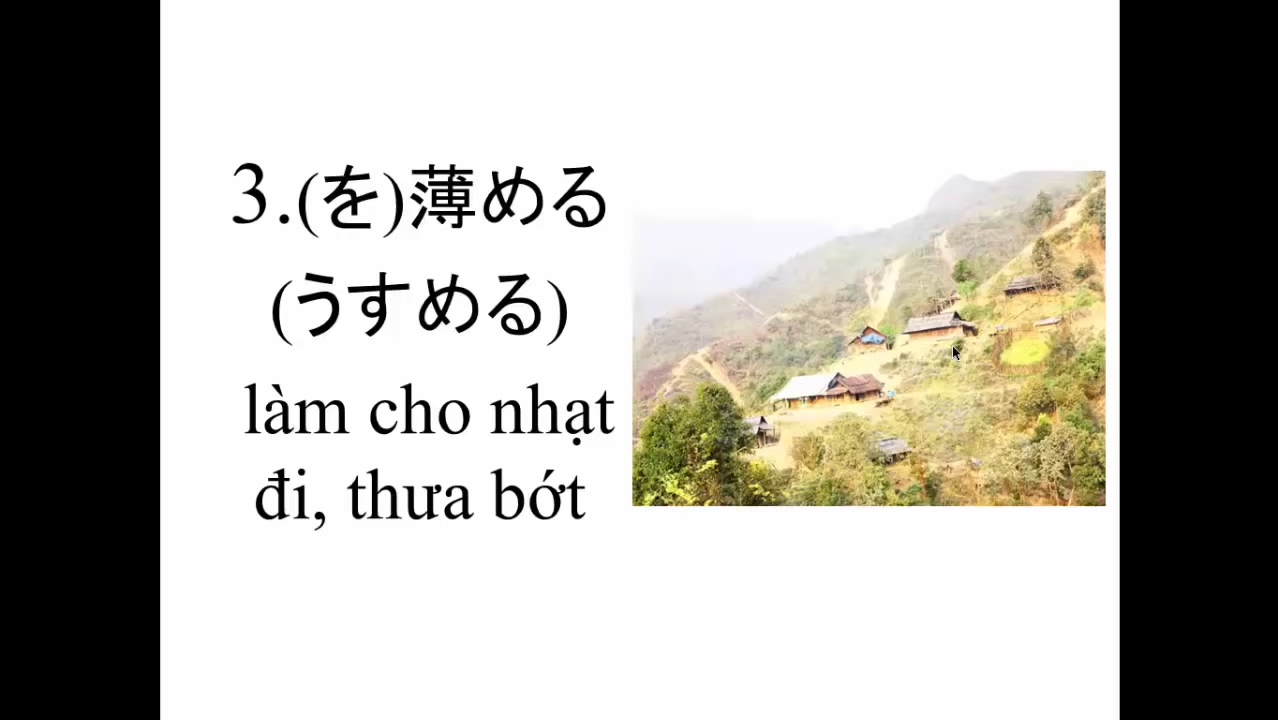 3.(を)薄める
(うすめる)
làm cho nhạt
đi, thưa bớt